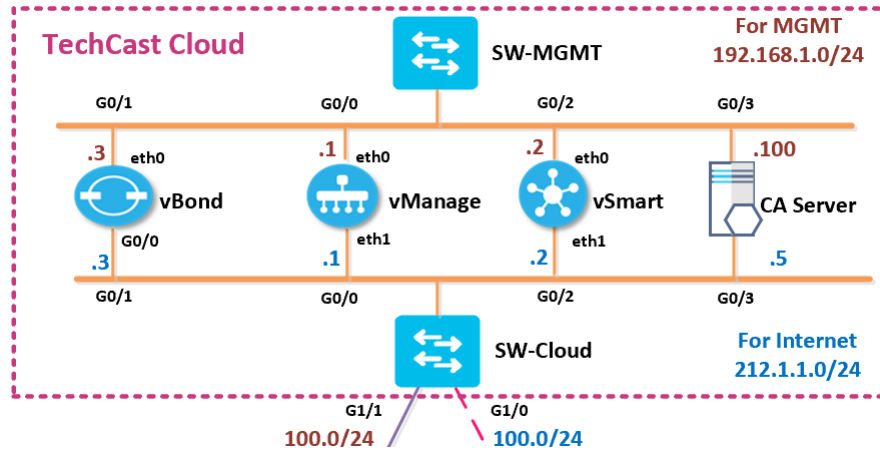 TechCast Cloud
SW-MGMT
For MGMT
192.168.1.0/24
G0/1
G0/0
G0/2
G0/3
.3
eth0
.1
eth0
.2
eth0
.100
vBond
vManage
vSmart
CA Server
G0/0
eth1
eth1
.3
.1
.2
.5
G0/1
G0/0
G0/2
G0/3
SW-Cloud
For Internet
212.1.1.0/24
G1/1
G1/0
100.0/24
100.0/24